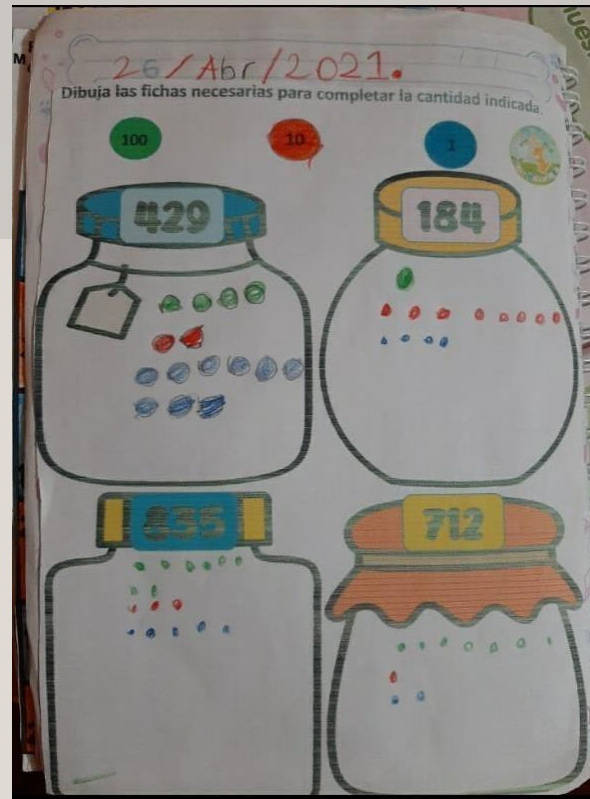 26/Abr/2021.
Dibuja las fichas necesarias para completar la cantidad indicada.
100 10 1
429 184
835 712